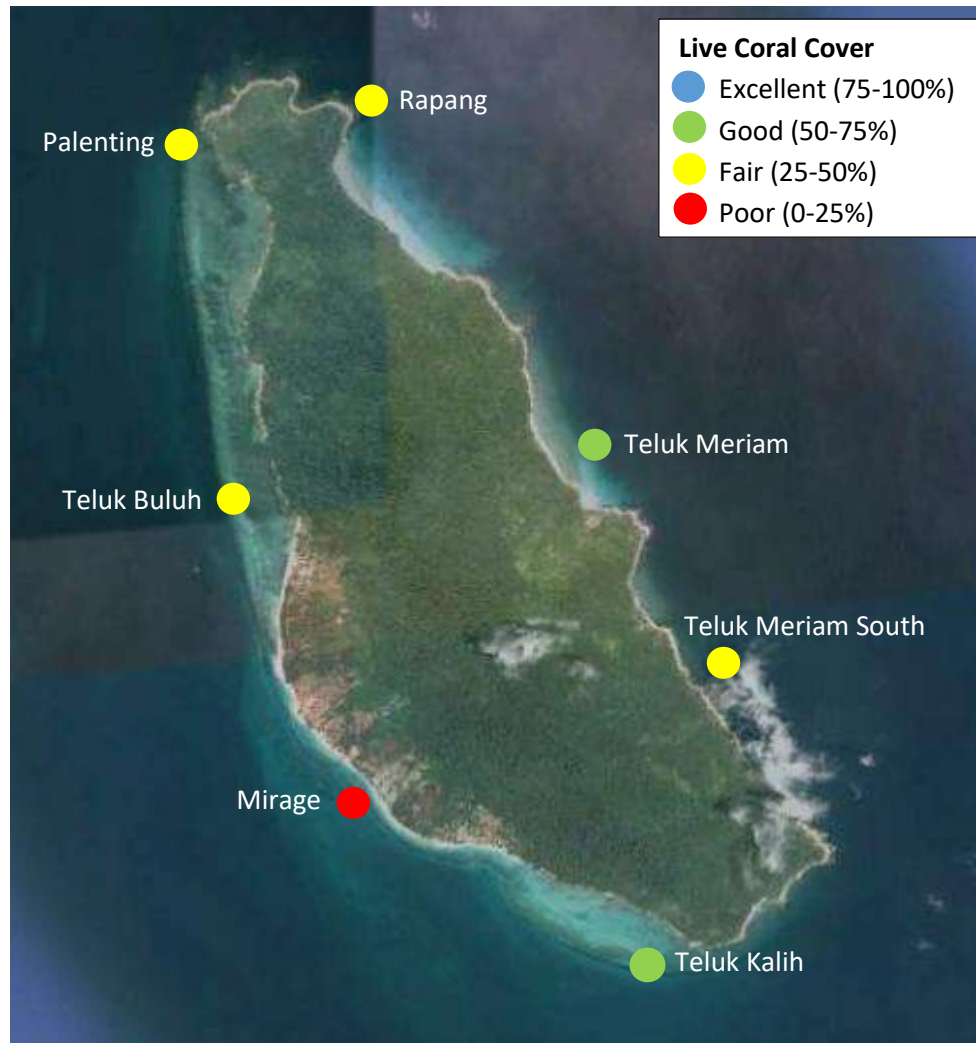 Live Coral Cover
Excellent (75-100%)
Good (50-75%)
Fair (25-50%)
Poor (0-25%)
Rapang
Palenting
Teluk Meriam
Teluk Buluh
Teluk Meriam South
Mirage
Teluk Kalih